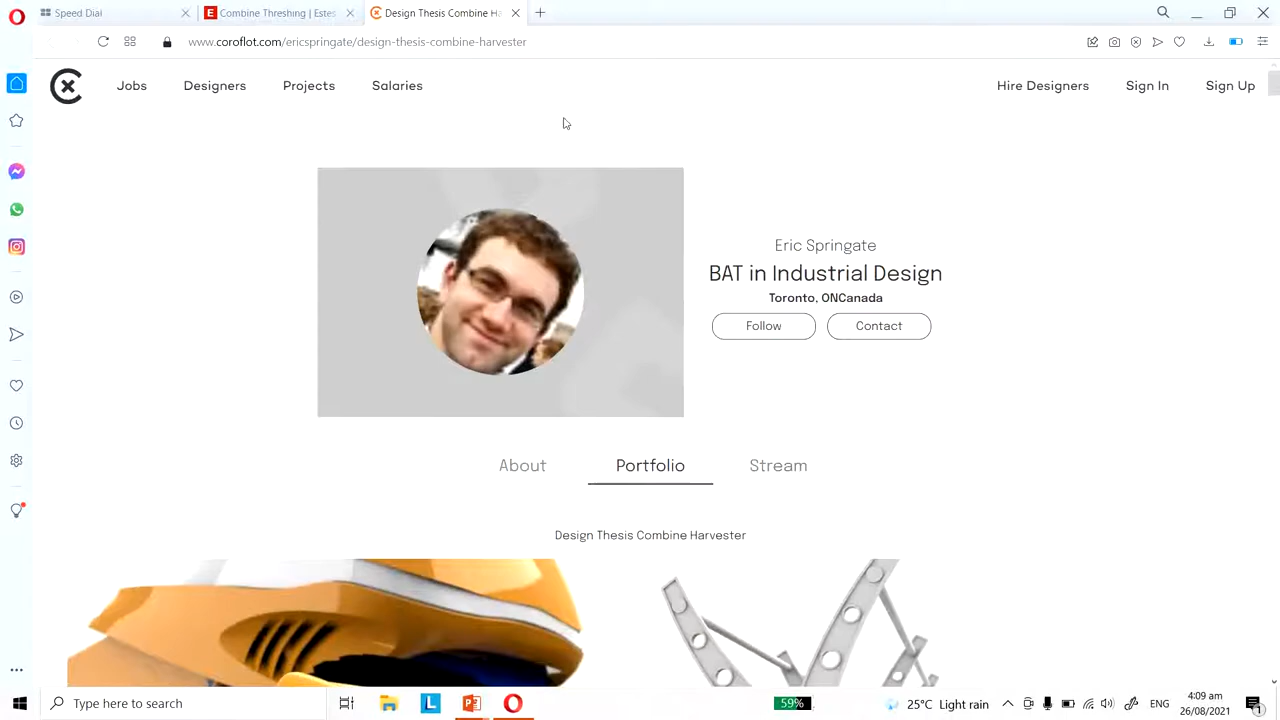 Speed Dial
Combine Threshing | Estes
Design Thesis Combine Ha
www.coroflot.com/ericspringate/design-thesis-combine-harvester
Jobs Designers Projects Salaries Hire Designers Sign In Sign Up
Eric Springate
BAT in Industrial Design
Toronto, ONCanada
Follow Contact
About Portfolio Stream
Design Thesis Combine Harvester
Type here to search
59%
25°C Light rain
ENG
4:09 am
26/08/2021
1